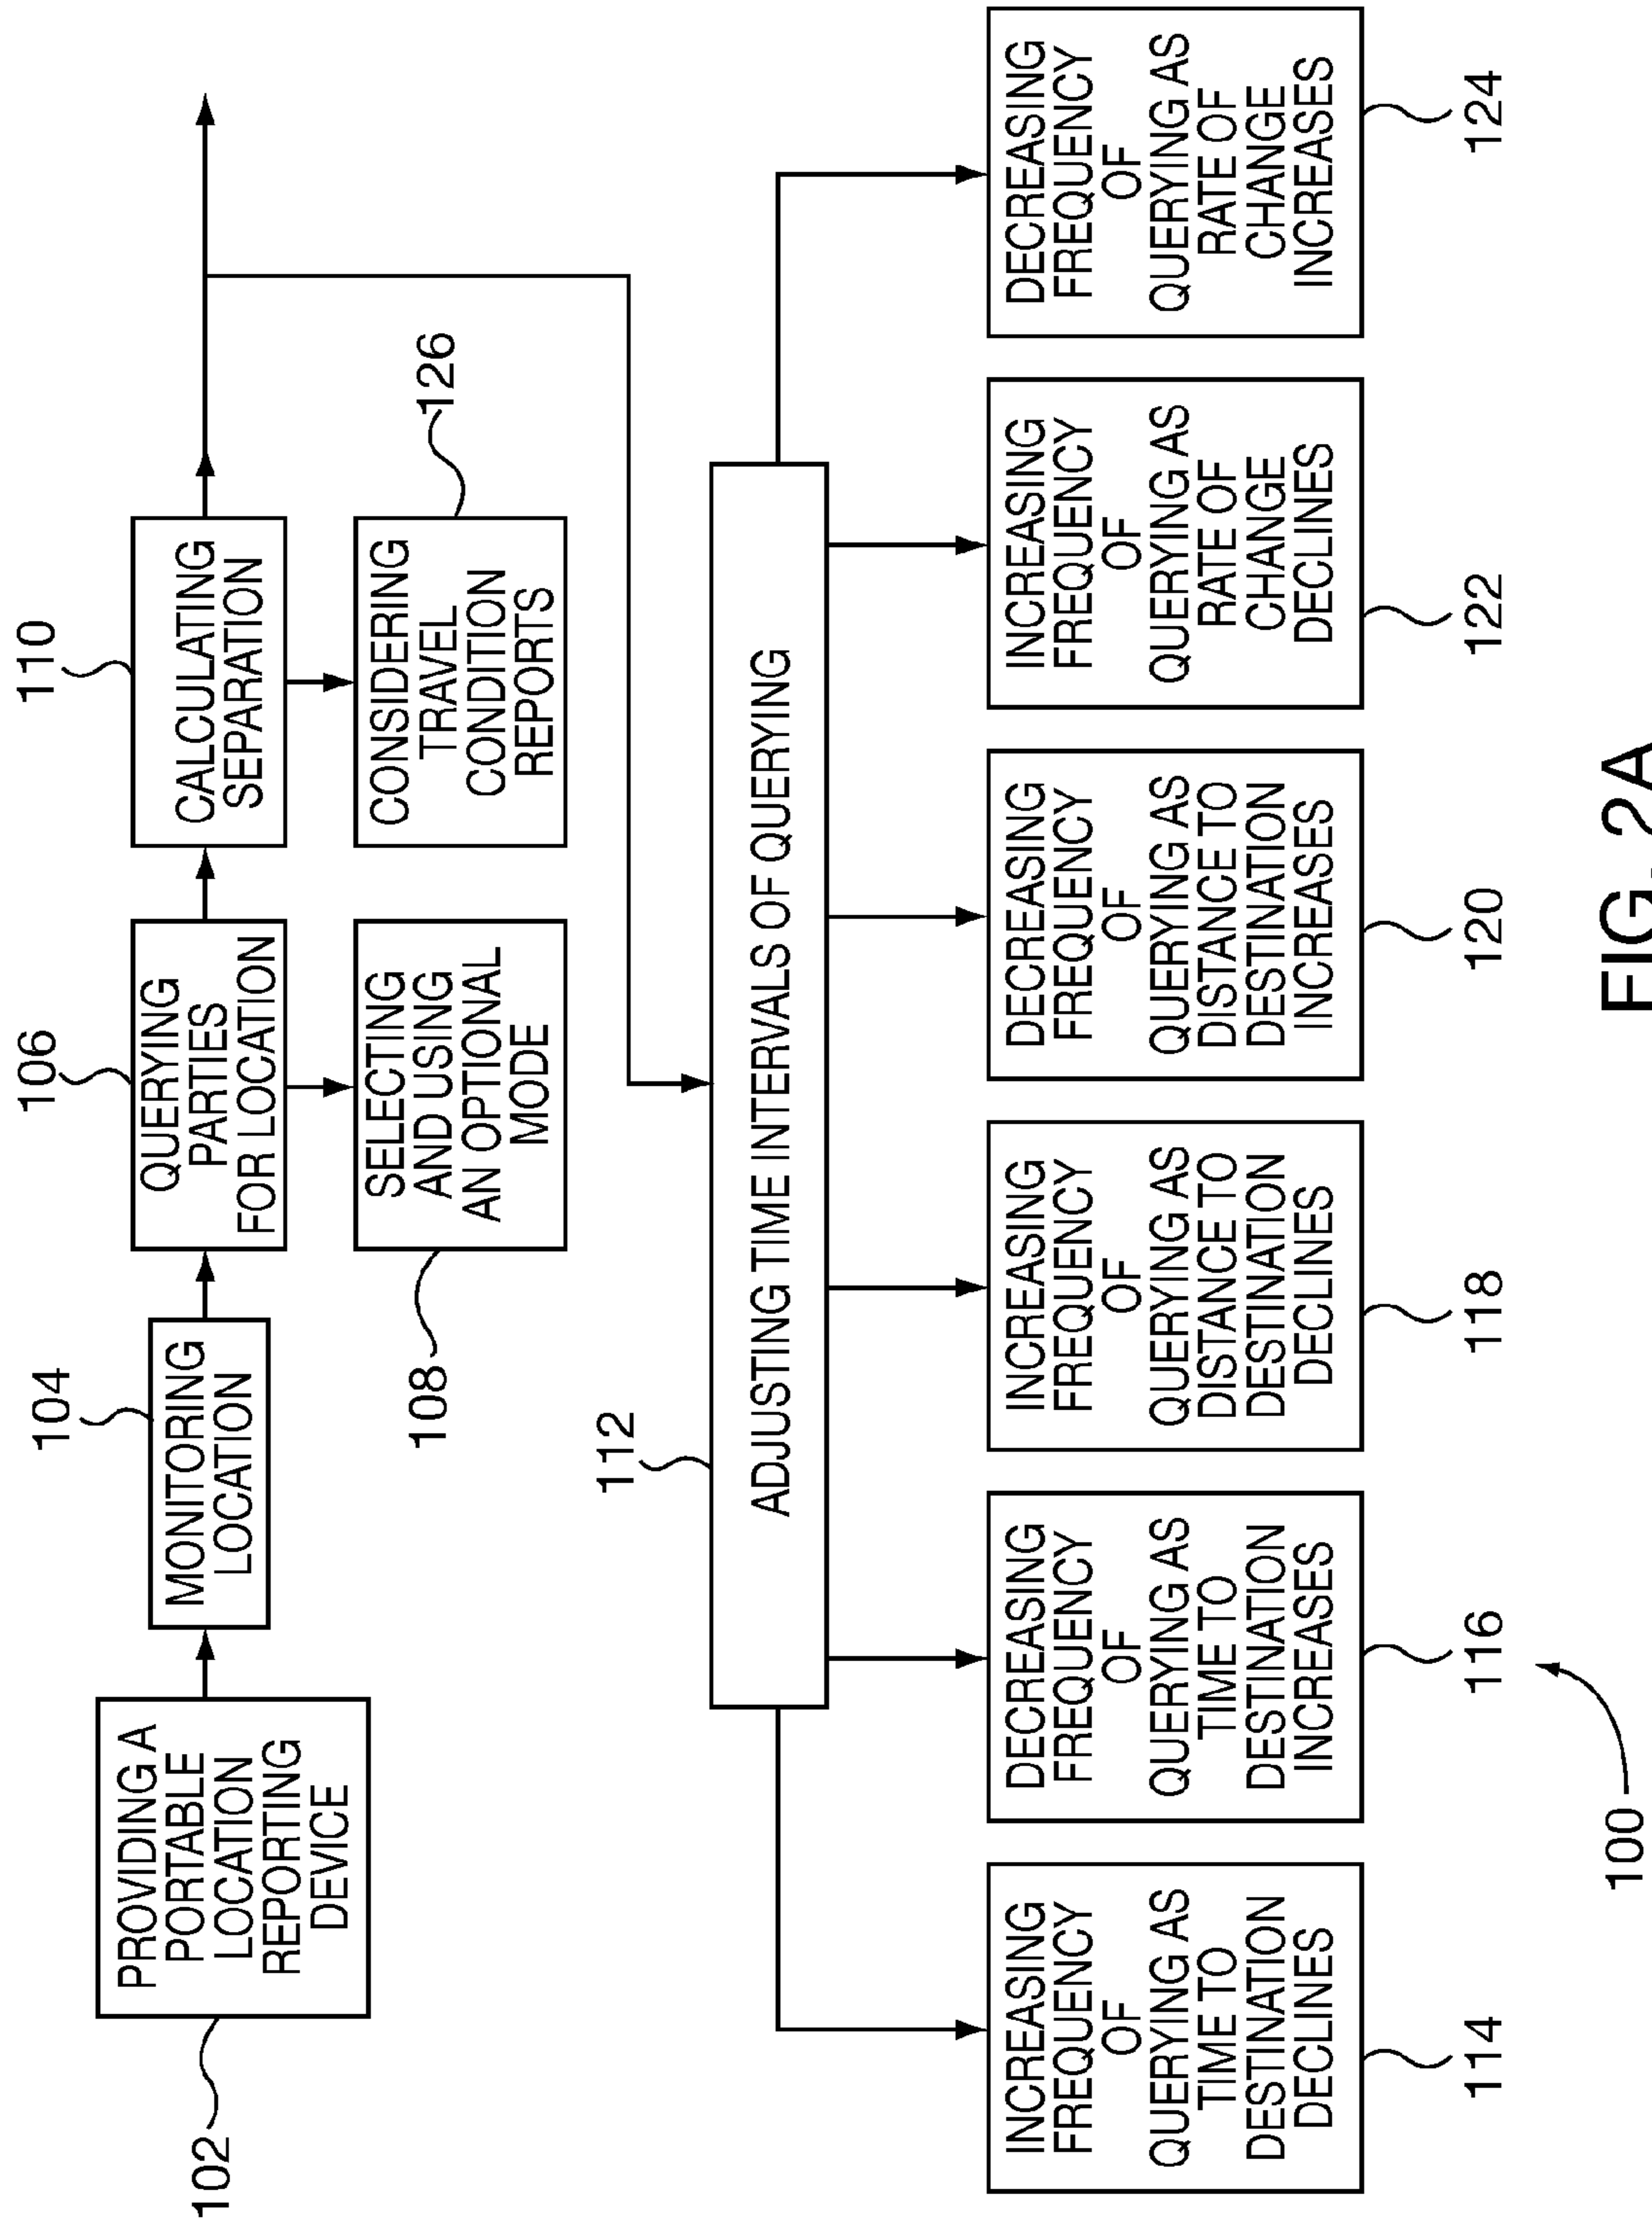 110
106
104
102
PROVIDING A
PORTABLE
LOCATION
REPORTING
DEVICE
MONITORING
LOCATION
QUERYING
PARTIES
FOR LOCATION
CALCULATING
SEPARATION
SELECTING
AND USING
AN OPTIONAL
MODE
108
CONSIDERING
TRAVEL
CONDITION
REPORTS
126
112
ADJUSTING TIME INTERVALS OF QUERYING
INCREASING
FREQUENCY
OF
QUERYING AS
TIME TO
DESTINATION
DECLINES
114
DECREASING
FREQUENCY
OF
QUERYING AS
TIME TO
DESTINATION
INCREASES
116
INCREASING
FREQUENCY
OF
QUERYING AS
DISTANCE TO
DESTINATION
DECLINES
118
DECREASING
FREQUENCY
OF
QUERYING AS
DISTANCE TO
DESTINATION
INCREASES
120
INCREASING
FREQUENCY
OF
QUERYING AS
RATE OF
CHANGE
DECLINES
122
DECREASING
FREQUENCY
OF
QUERYING AS
RATE OF
CHANGE
INCREASES
124
100
FIG. 2A